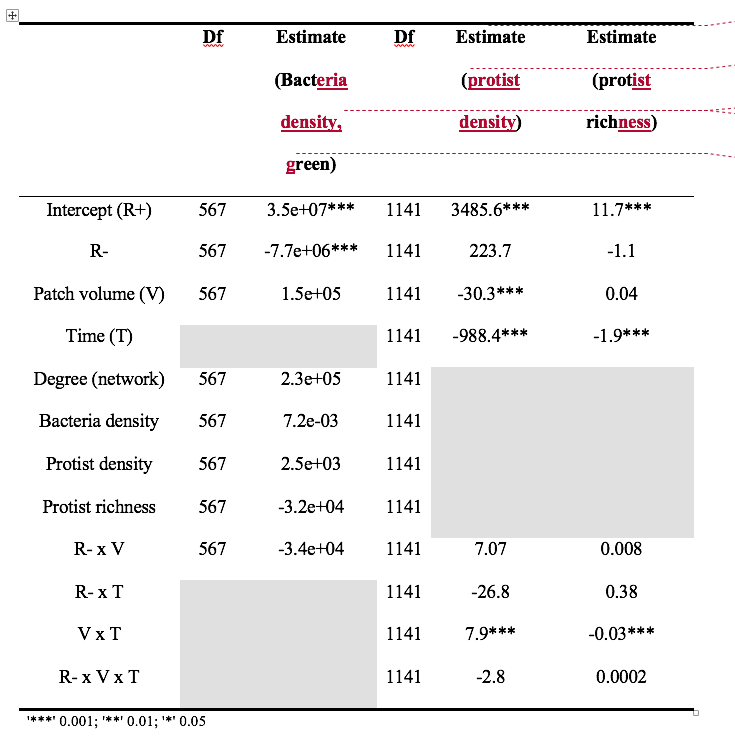 Df Estimate Df Estimate Estimate
(Bacteria (protist (protist
density, density) richness)
green)
Intercept (R+) 567 3.5e+07*** 1141 3485.6*** 11.7***
R- 567 -7.7e+06*** 1141 223.7 -1.1
Patch volume (V) 567 1.5e+05 1141 -30.3*** 0.04
Time (T) 1141 -988.4*** -1.9***
Degree (network) 567 2.3e+05 1141
Bacteria density 567 7.2e-03 1141
Protist density 567 2.5e+03 1141
Protist richness 567 -3.2e+04 1141
R- x V 567 -3.4e+04 1141 7.07 0.008
R- x T 1141 -26.8 0.38
V x T 1141 7.9*** -0.03***
R- x V x T 1141 -2.8 0.0002
'***' 0.001; '**' 0.01; '*' 0.05